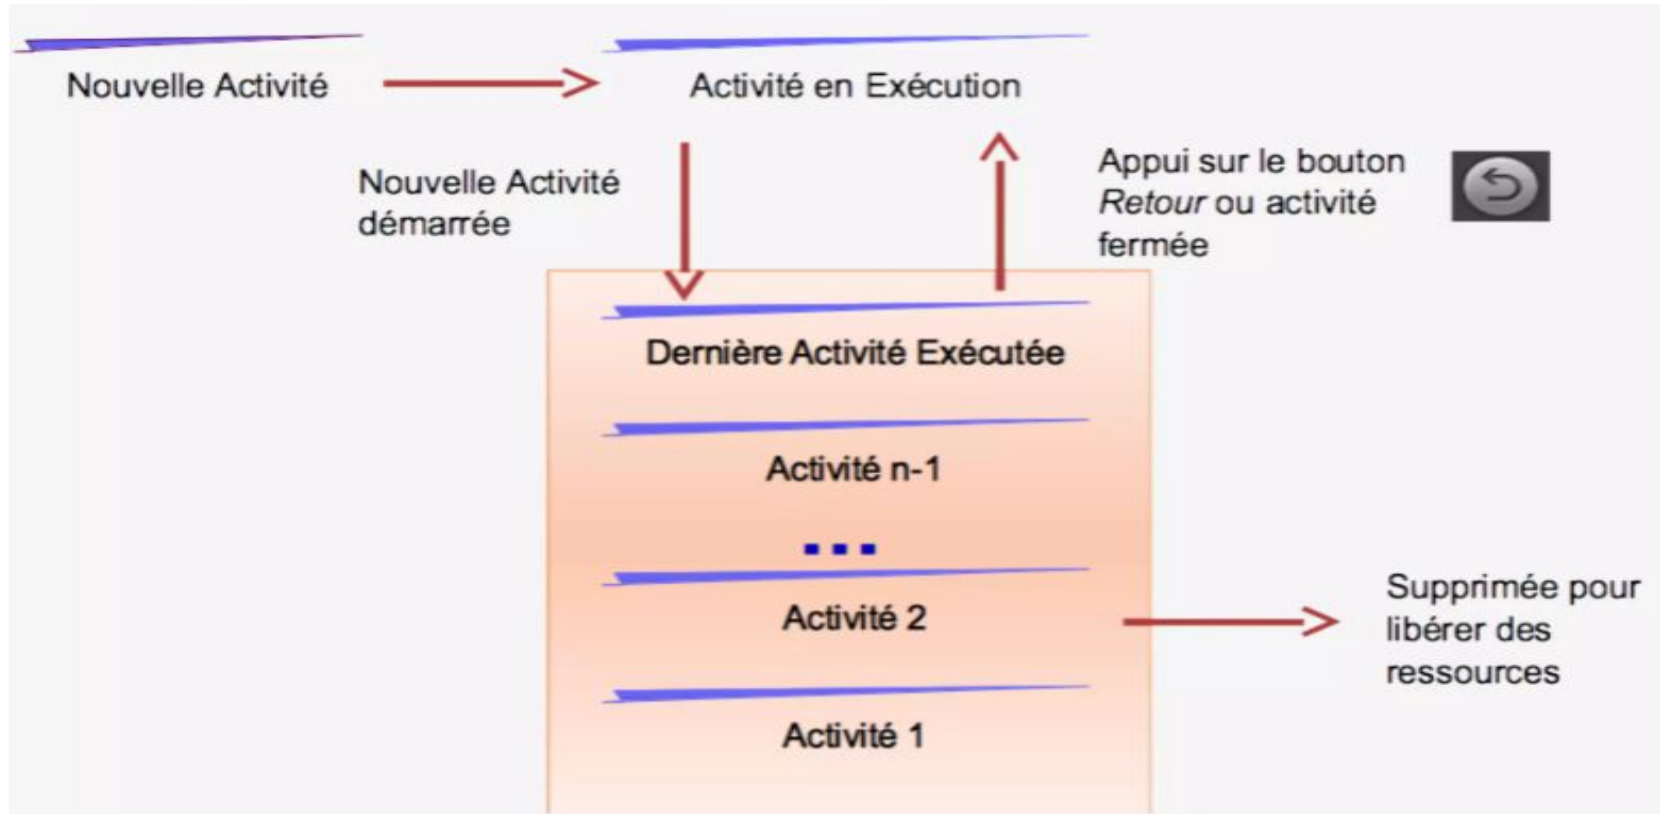 Nouvelle Activité
Activité en Exécution
Nouvelle Activité
démarrée
Appui sur le bouton
Retour ou activité
fermée
Dernière Activité Exécutée
Activité n-1
...
Activité 2
Supprimée pour
libérer des
ressources
Activité 1